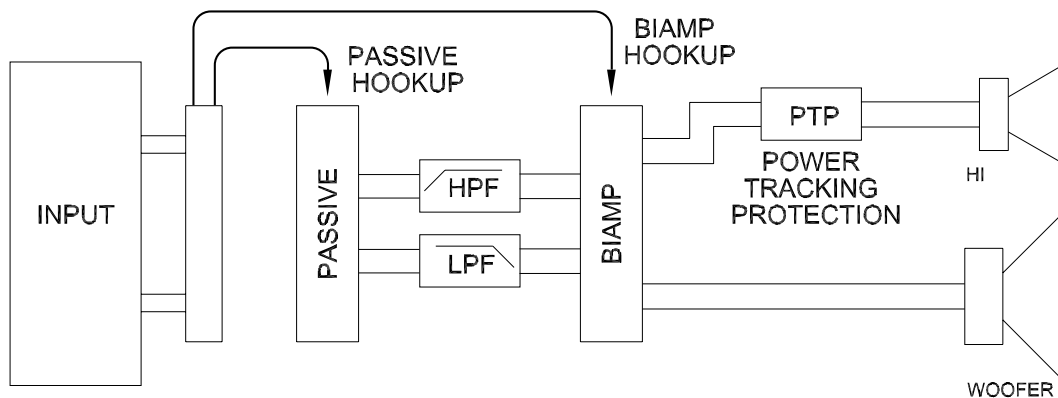 BIAMP
HOOKUP
PASSIVE
HOOKUP
INPUT
PASSIVE
HPF
LPF
BIAMP
PTP
POWER
TRACKING
PROTECTION
HI
WOOFER